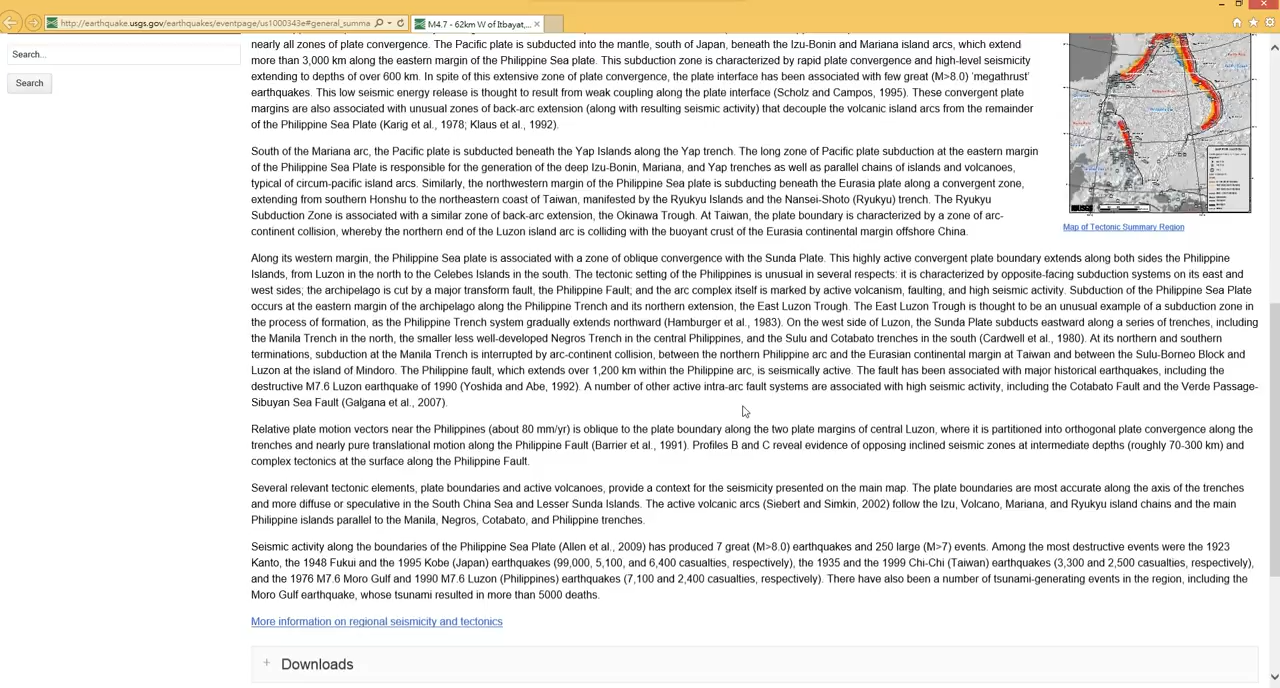 http://earthquake.usgs.gov/earthquakes/eventpage/us1000343e#general_summa
M4.7 - 62km W of Itbayat,...
Search...
Search
nearly all zones of plate convergence. The Pacific plate is subducted into the mantle, south of Japan, beneath the Izu-Bonin and Mariana island arcs, which extend
more than 3,000 km along the eastern margin of the Philippine Sea plate. This subduction zone is characterized by rapid plate convergence and high-level seismicity
extending to depths of over 600 km. In spite of this extensive zone of plate convergence, the plate interface has been associated with few great (M>8.0) 'megathrust'
earthquakes. This low seismic energy release is thought to result from weak coupling along the plate interface (Scholz and Campos, 1995). These convergent plate
margins are also associated with unusual zones of back-arc extension (along with resulting seismic activity) that decouple the volcanic island arcs from the remainder
of the Philippine Sea Plate (Karig et al., 1978; Klaus et al., 1992).
South of the Mariana arc, the Pacific plate is subducted beneath the Yap Islands along the Yap trench. The long zone of Pacific plate subduction at the eastern margin
of the Philippine Sea Plate is responsible for the generation of the deep Izu-Bonin, Mariana, and Yap trenches as well as parallel chains of islands and volcanoes,
typical of circum-pacific island arcs. Similarly, the northwestern margin of the Philippine Sea plate is subducting beneath the Eurasia plate along a convergent zone,
extending from southern Honshu to the northeastern coast of Taiwan, manifested by the Ryukyu Islands and the Nansei-Shoto (Ryukyu) trench. The Ryukyu
Subduction Zone is associated with a similar zone of back-arc extension, the Okinawa Trough. At Taiwan, the plate boundary is characterized by a zone of arc-
continent collision, whereby the northern end of the Luzon island arc is colliding with the buoyant crust of the Eurasia continental margin offshore China.
Map of Tectonic Summary Region
Along its western margin, the Philippine Sea plate is associated with a zone of oblique convergence with the Sunda Plate. This highly active convergent plate boundary extends along both sides the Philippine
Islands, from Luzon in the north to the Celebes Islands in the south. The tectonic setting of the Philippines is unusual in several respects: it is characterized by opposite-facing subduction systems on its east and
west sides; the archipelago is cut by a major transform fault, the Philippine Fault; and the arc complex itself is marked by active volcanism, faulting, and high seismic activity. Subduction of the Philippine Sea Plate
occurs at the eastern margin of the archipelago along the Philippine Trench and its northern extension, the East Luzon Trough. The East Luzon Trough is thought to be an unusual example of a subduction zone in
the process of formation, as the Philippine Trench system gradually extends northward (Hamburger et al., 1983). On the west side of Luzon, the Sunda Plate subducts eastward along a series of trenches, including
the Manila Trench in the north, the smaller less well-developed Negros Trench in the central Philippines, and the Sulu and Cotabato trenches in the south (Cardwell et al., 1980). At its northern and southern
terminations, subduction at the Manila Trench is interrupted by arc-continent collision, between the northern Philippine arc and the Eurasian continental margin at Taiwan and between the Sulu-Borneo Block and
Luzon at the island of Mindoro. The Philippine fault, which extends over 1,200 km within the Philippine arc, is seismically active. The fault has been associated with major historical earthquakes, including the
destructive M7.6 Luzon earthquake of 1990 (Yoshida and Abe, 1992). A number of other active intra-arc fault systems are associated with high seismic activity, including the Cotabato Fault and the Verde Passage-
Sibuyan Sea Fault (Galgana et al., 2007).
Relative plate motion vectors near the Philippines (about 80 mm/yr) is oblique to the plate boundary along the two plate margins of central Luzon, where it is partitioned into orthogonal plate convergence along the
trenches and nearly pure translational motion along the Philippine Fault (Barrier et al., 1991). Profiles B and C reveal evidence of opposing inclined seismic zones at intermediate depths (roughly 70-300 km) and
complex tectonics at the surface along the Philippine Fault.
Several relevant tectonic elements, plate boundaries and active volcanoes, provide a context for the seismicity presented on the main map. The plate boundaries are most accurate along the axis of the trenches
and more diffuse or speculative in the South China Sea and Lesser Sunda Islands. The active volcanic arcs (Siebert and Simkin, 2002) follow the Izu, Volcano, Mariana, and Ryukyu island chains and the main
Philippine islands parallel to the Manila, Negros, Cotabato, and Philippine trenches.
Seismic activity along the boundaries of the Philippine Sea Plate (Allen et al., 2009) has produced 7 great (M>8.0) earthquakes and 250 large (M>7) events. Among the most destructive events were the 1923
Kanto, the 1948 Fukui and the 1995 Kobe (Japan) earthquakes (99,000, 5,100, and 6,400 casualties, respectively), the 1935 and the 1999 Chi-Chi (Taiwan) earthquakes (3,300 and 2,500 casualties, respectively),
and the 1976 M7.6 Moro Gulf and 1990 M7.6 Luzon (Philippines) earthquakes (7,100 and 2,400 casualties, respectively). There have also been a number of tsunami-generating events in the region, including the
Moro Gulf earthquake, whose tsunami resulted in more than 5000 deaths.
More information on regional seismicity and tectonics
+ Downloads